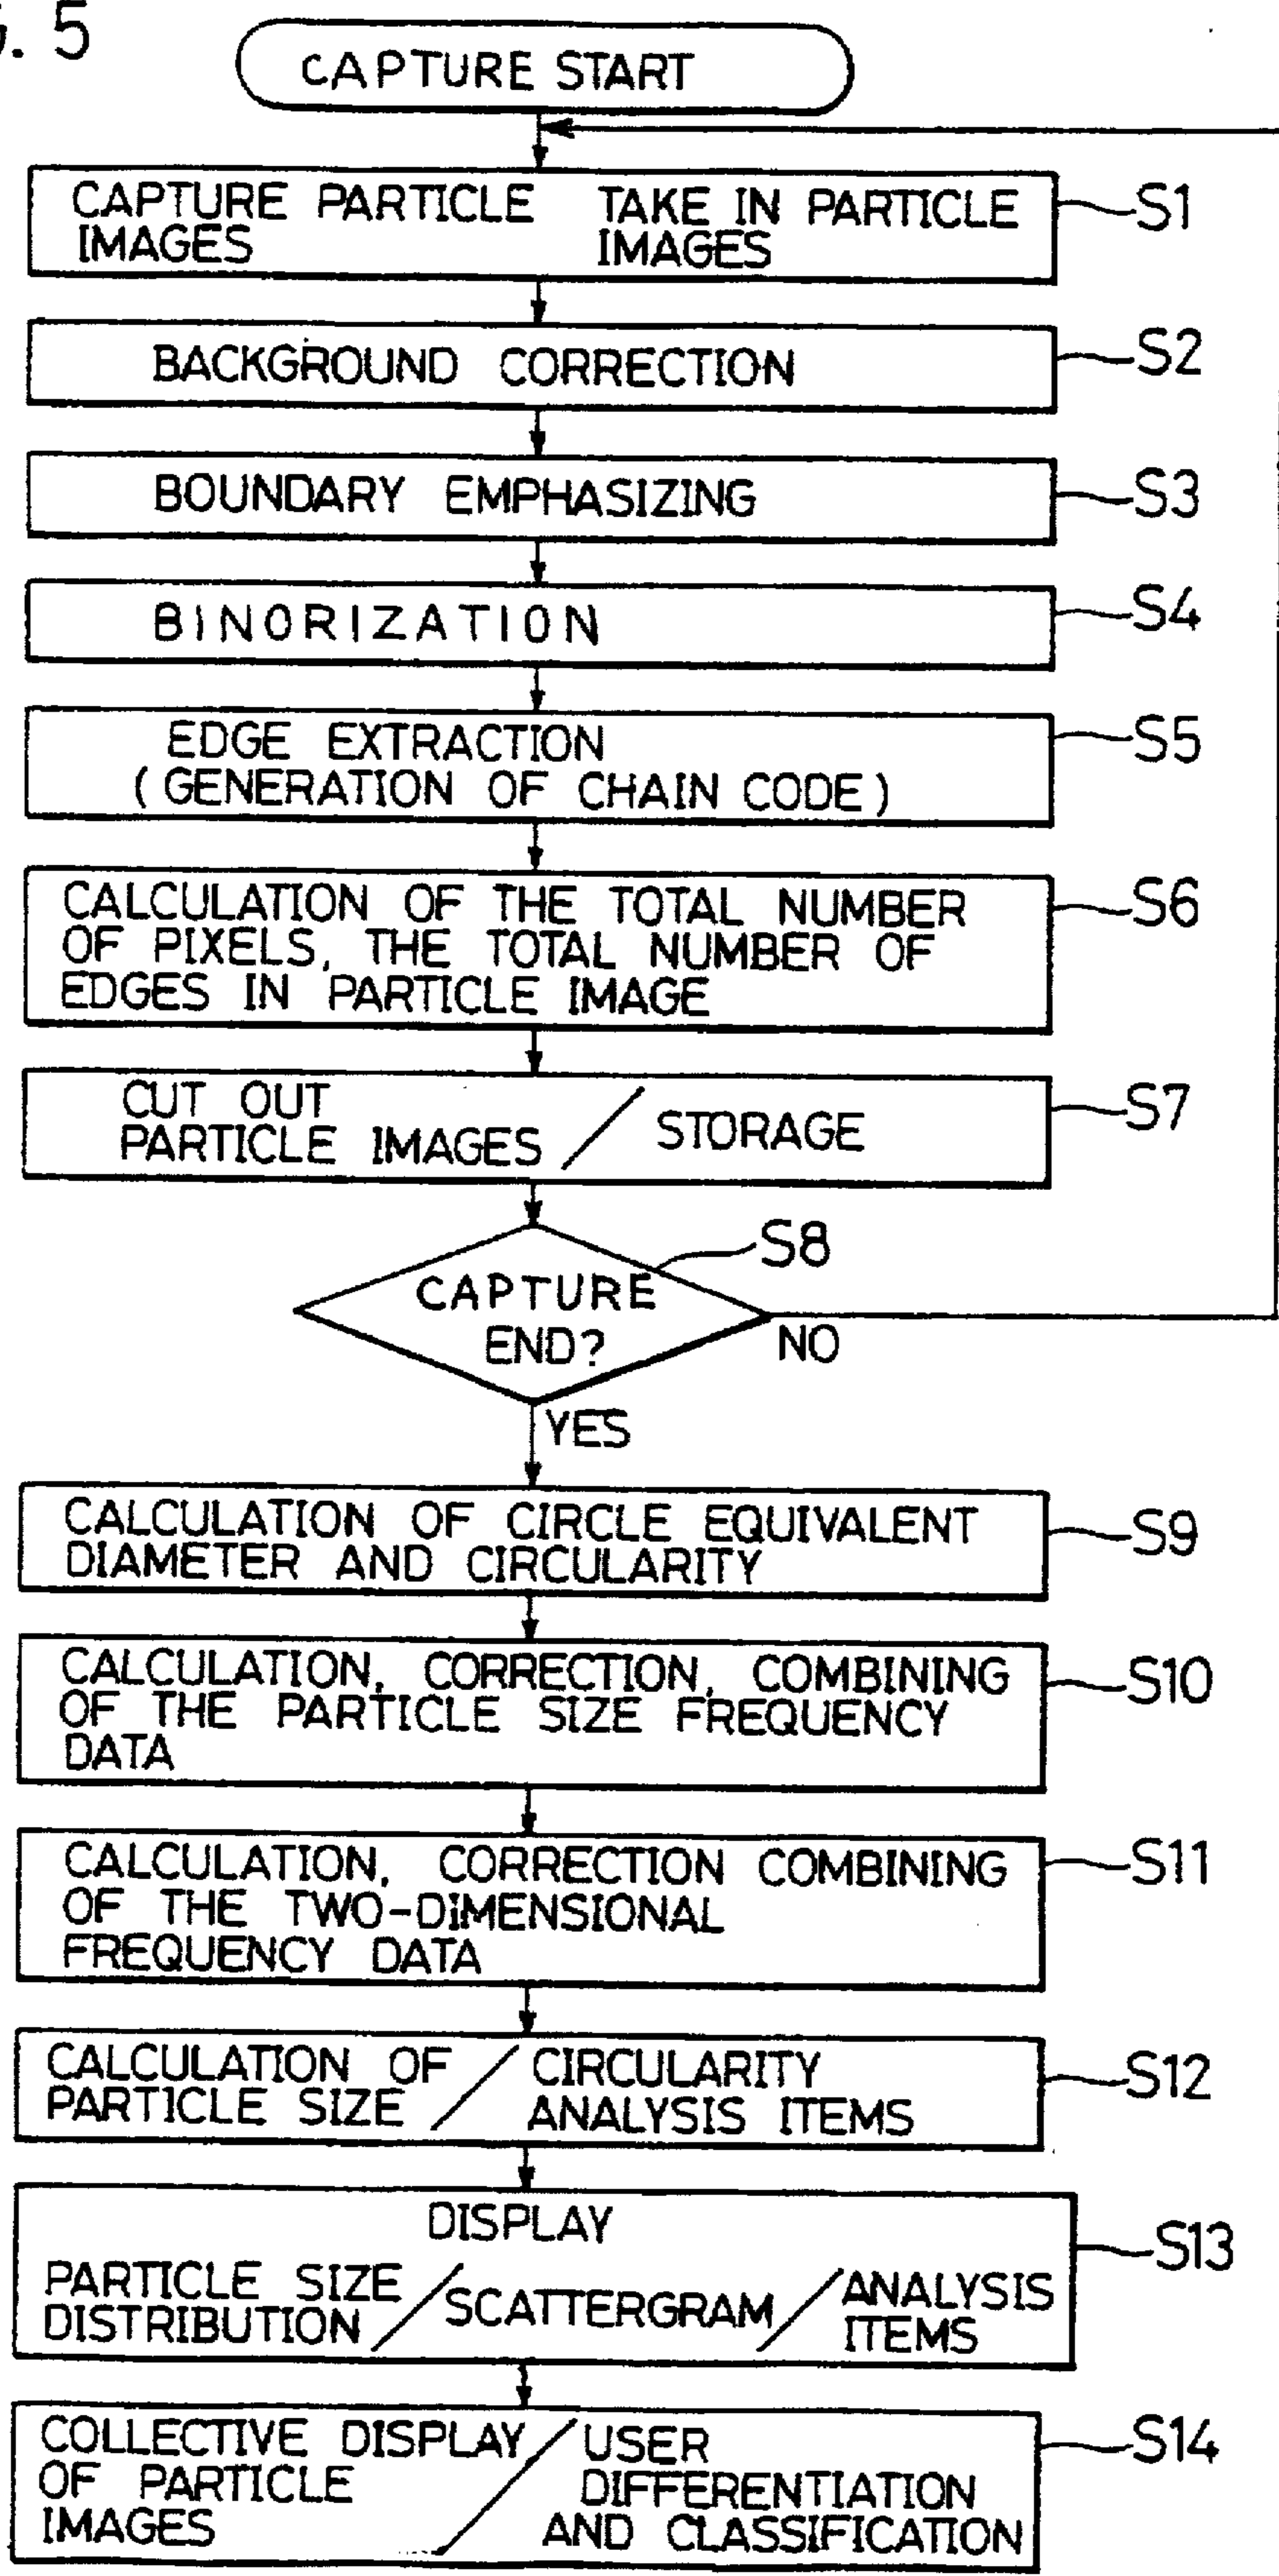 G. 5
CAPTURE START
CAPTURE PARTICLE TAKE IN PARTICLE
IMAGES IMAGES
S1
BACKGROUND CORRECTION
S2
BOUNDARY EMPHASIZING
S3
BINORIZATION
S4
EDGE EXTRACTION
(GENERATION OF CHAIN CODE)
S5
CALCULATION OF THE TOTAL NUMBER
OF PIXELS, THE TOTAL NUMBER OF
EDGES IN PARTICLE IMAGE
S6
CUT OUT
PARTICLE IMAGES / STORAGE
S7
CAPTURE
END?
S8
NO
YES
CALCULATION OF CIRCLE EQUIVALENT
DIAMETER AND CIRCULARITY
S9
CALCULATION, CORRECTION, COMBINING
OF THE PARTICLE SIZE FREQUENCY
DATA
S10
CALCULATION, CORRECTION COMBINING
OF THE TWO-DIMENSIONAL
FREQUENCY DATA
S11
CALCULATION OF / CIRCULARITY
PARTICLE SIZE ANALYSIS ITEMS
S12
DISPLAY
PARTICLE SIZE
DISTRIBUTION / SCATTERGRAM / ANALYSIS
ITEMS
S13
COLLECTIVE DISPLAY / USER
OF PARTICLE DIFFERENTIATION
IMAGES AND CLASSIFICATION
S14